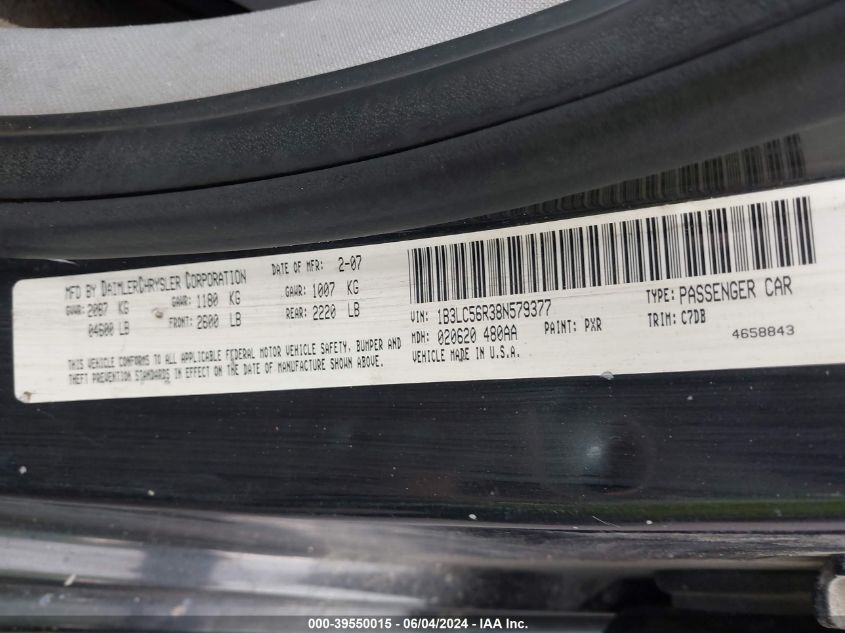 MFD BY DAIMLERCHRYSLER CORPORATION DATE OF MFR: 2-07
GVWR: 2087 KG GAWR: 1180 KG GAWR: 1007 KG
04600 LB FRONT: 2600 LB REAR: 2220 LB
THIS VEHICLE CONFORMS TO ALL APPLICABLE FEDERAL MOTOR VEHICLE SAFETY, BUMPER AND
THEFT PREVENTION STANDARDS IN EFFECT ON THE DATE OF MANUFACTURE SHOWN ABOVE.
VIN: 1B3LC56R38N579377 TYPE: PASSENGER CAR
MDH: 020620 480AA PAINT: PXR TRIM: C7DB
VEHICLE MADE IN U.S.A. 4658843
000-39550015 - 06/04/2024 - IAA Inc.